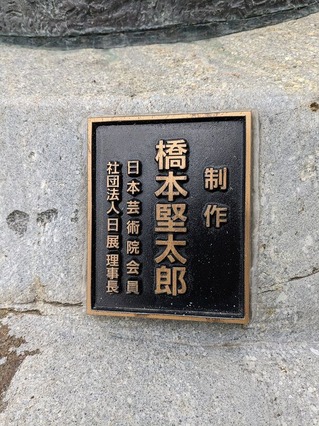 制作
橋本堅太郎
日本芸術院会員
社団法人日展理事長